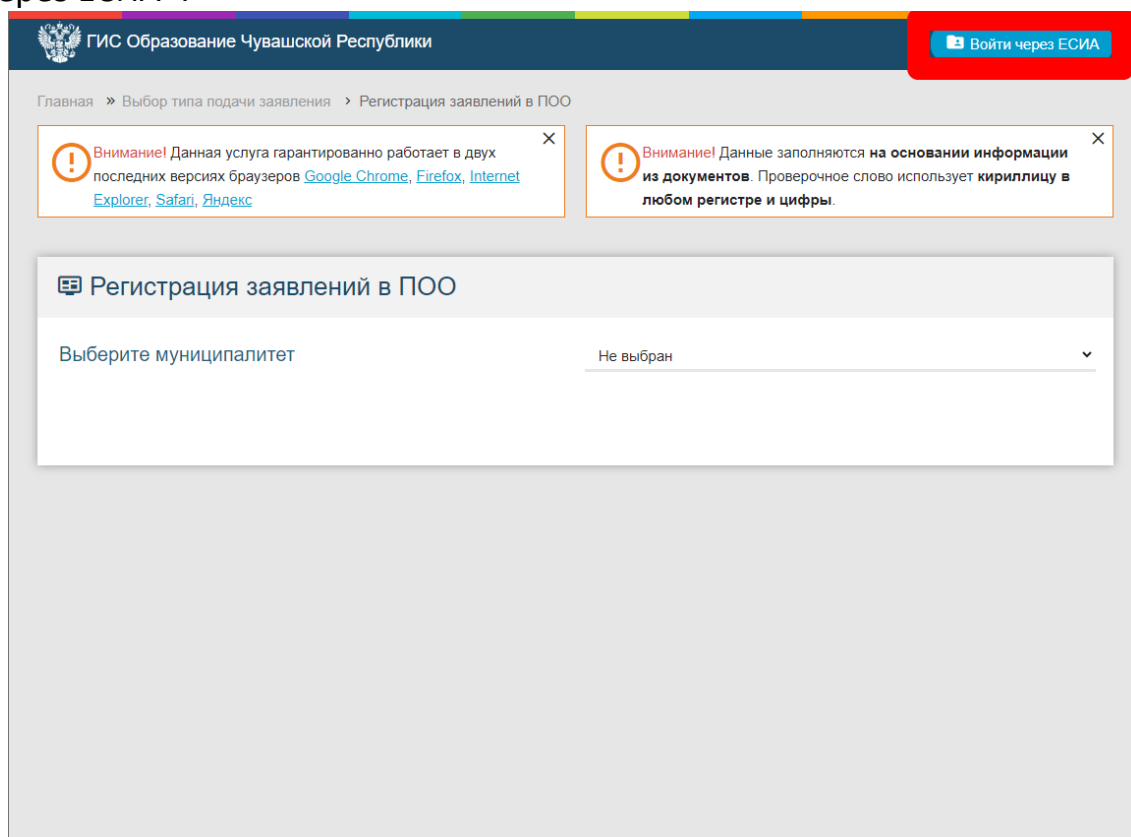 ГИС Образование Чувашской Республики
Войти через ЕСИА
Главная » Выбор типа подачи заявления › Регистрация заявлений в ПОО
Внимание! Данная услуга гарантированно работает в двух
последних версиях браузеров Google Chrome, Firefox, Internet
Explorer, Safari, Яндекс
Внимание! Данные заполняются на основании информации
из документов. Проверочное слово использует кириллицу в
любом регистре и цифры.
Регистрация заявлений в ПОО
Выберите муниципалитет
Не выбран